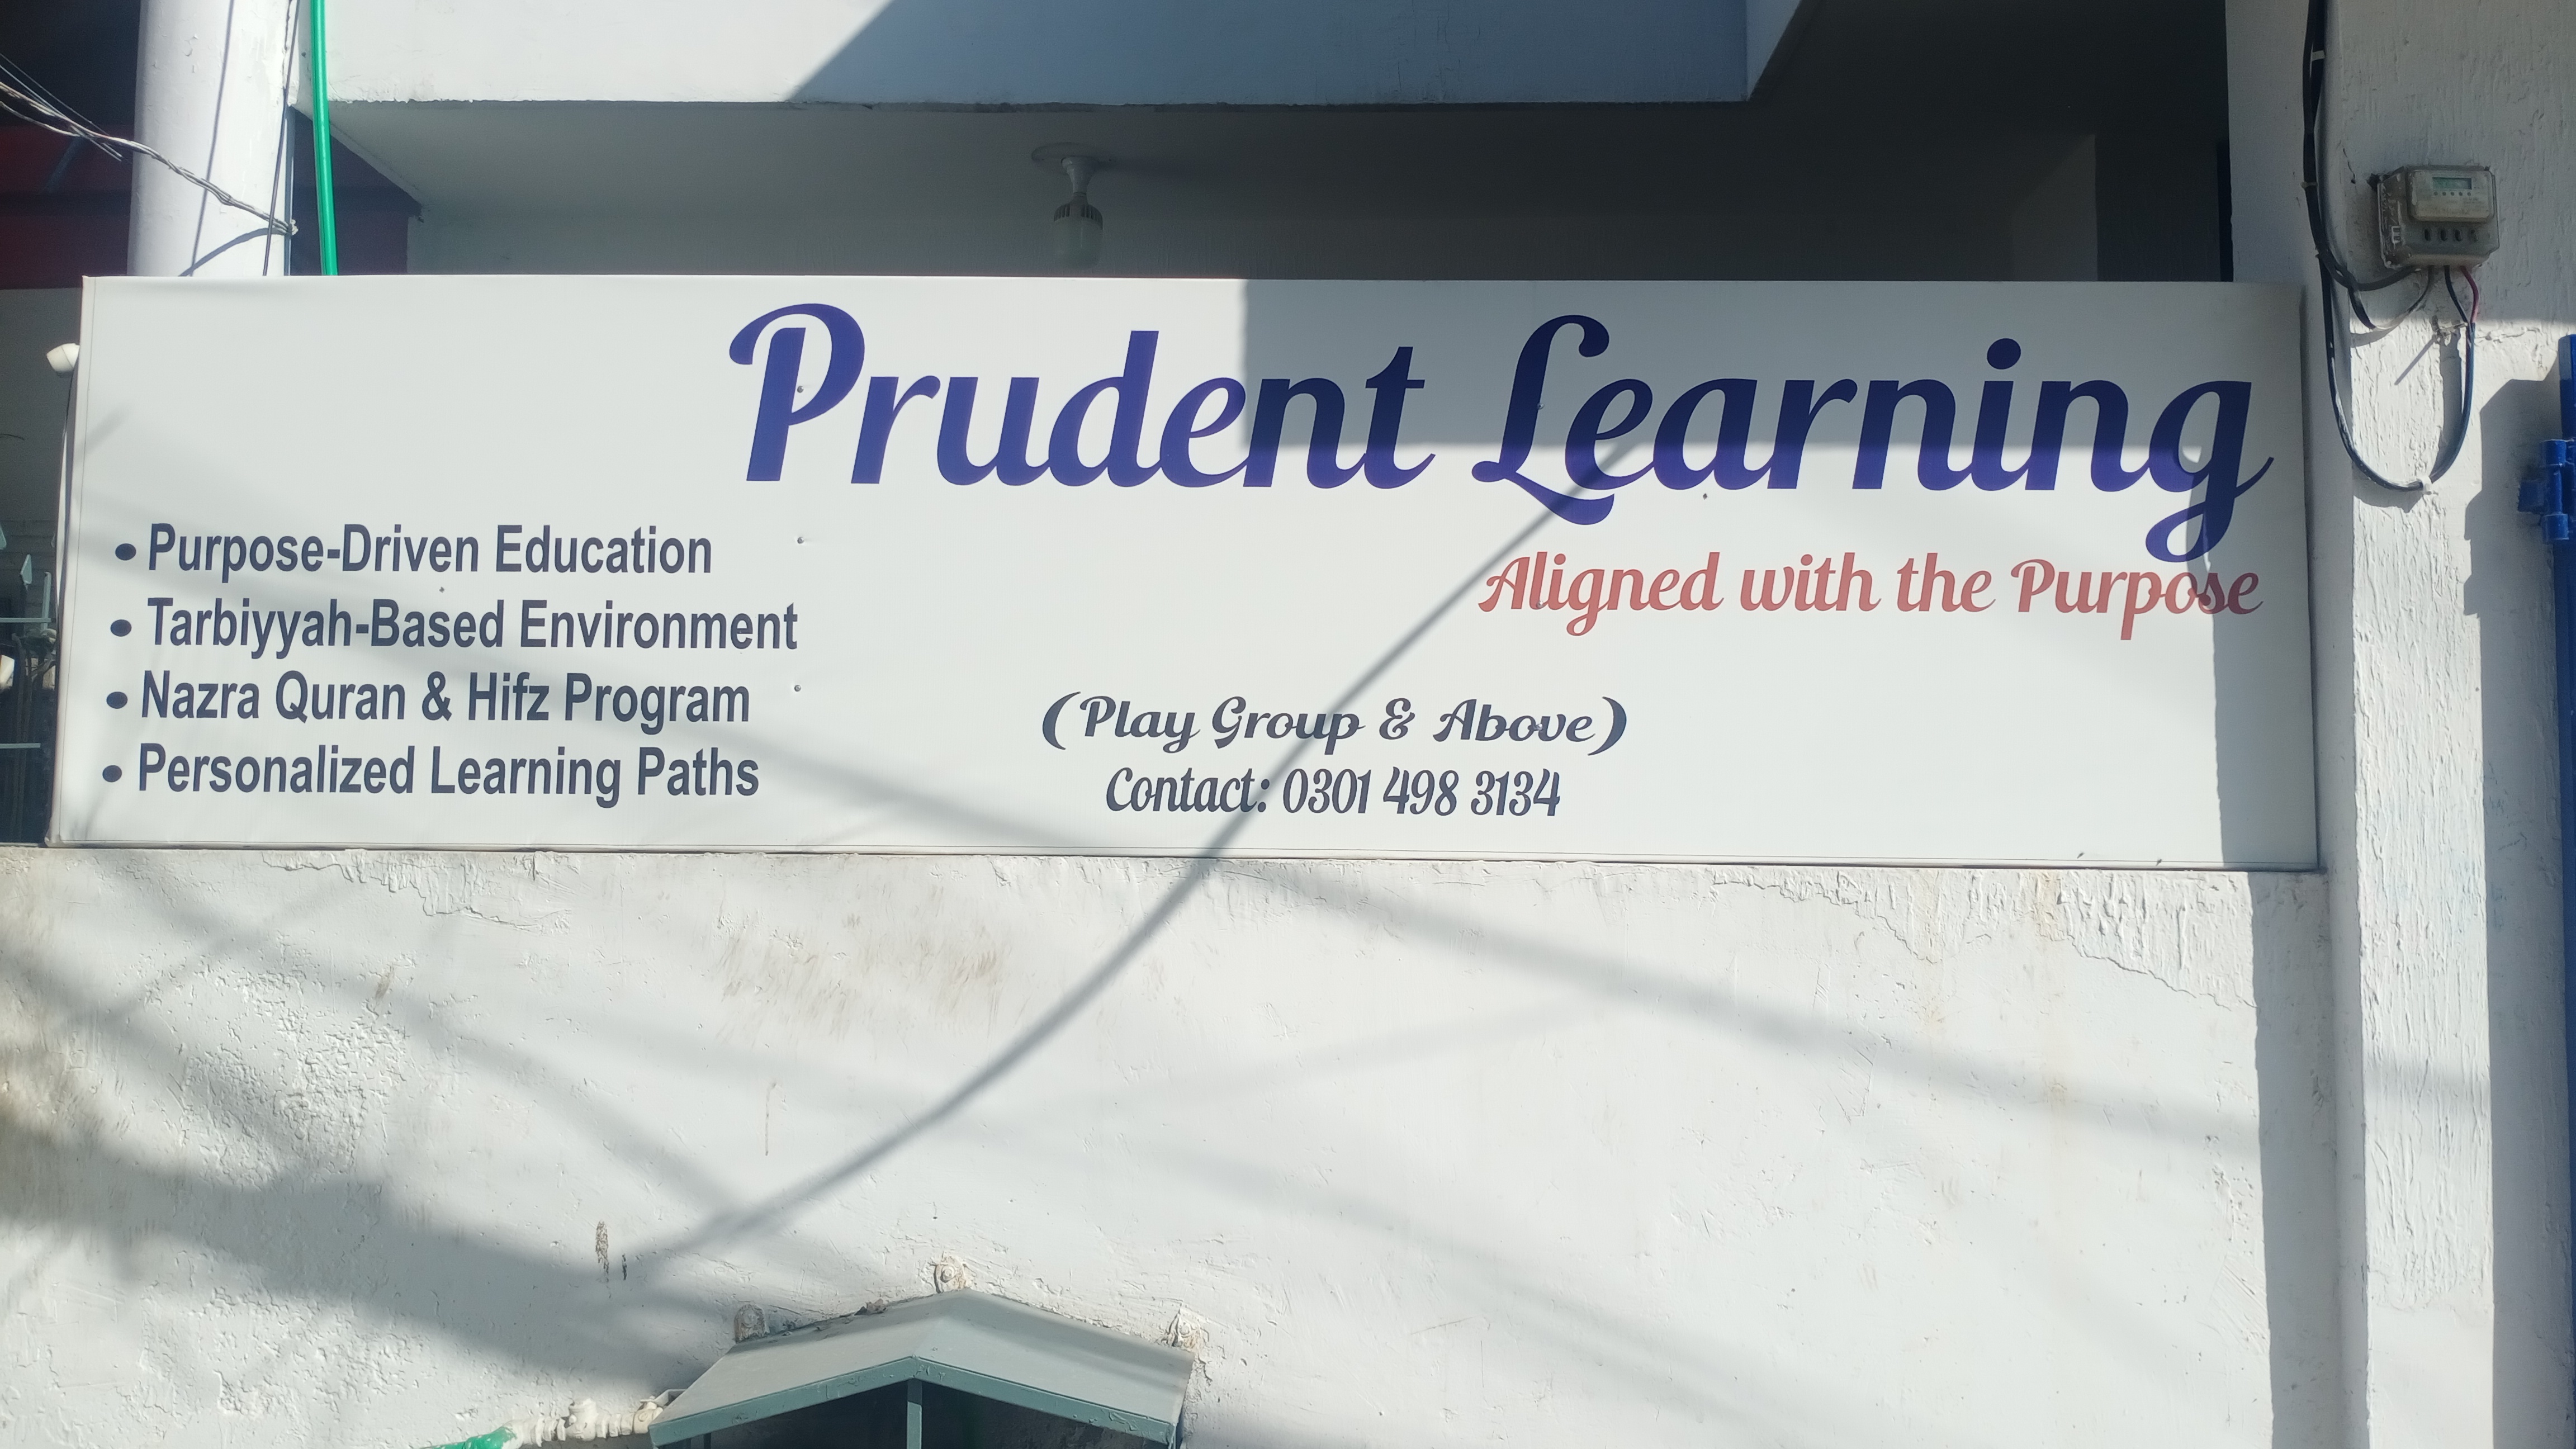 Prudent Learning
Aligned with the Purpose
• Purpose-Driven Education
• Tarbiyyah-Based Environment
• Nazra Quran & Hifz Program
• Personalized Learning Paths
(Play Group & Above)
Contact: 0301 498 3134